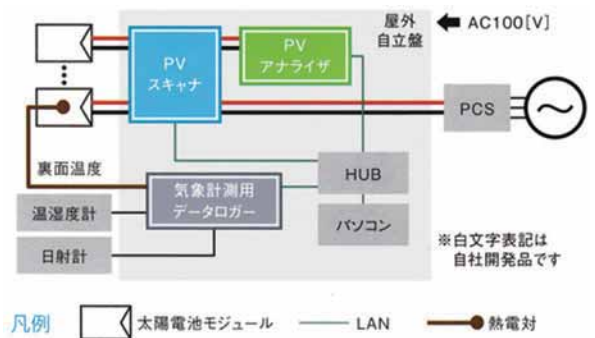 屋外
自立盤
AC100[V]
PV
スキャナ
PV
アナライザ
PCS
裏面温度
HUB
気象計測用
データロガー
温湿度計
パソコン
日射計
※白文字表記は
自社開発品です
凡例
太陽電池モジュール
LAN
熱電対